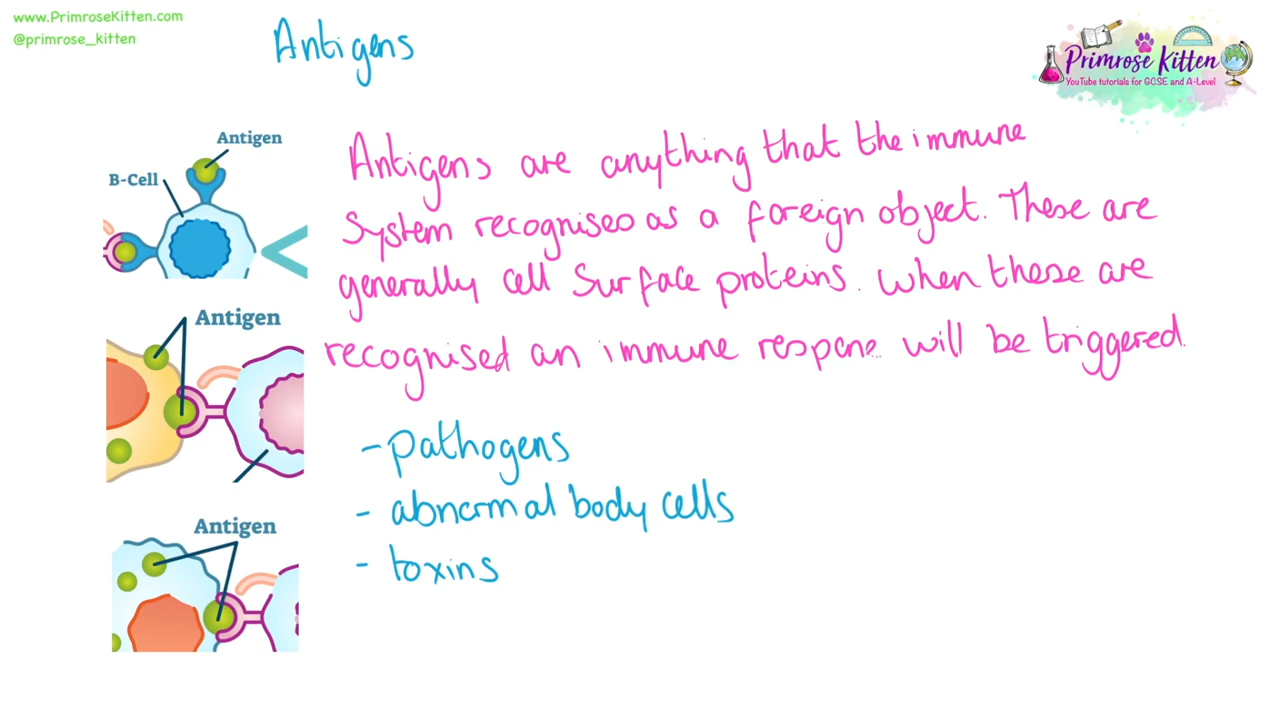 www.PrimroseKitten.com
@primrose_kitten
Antigens
Primrose Kitten
YouTube tutorials for GCSE and A-Level
Antigen
B-Cell
Antigens are anything that the immune
System recognises as a foreign object. These are
generally cell surface proteins. When these are
recognised an immune respone.. will be triggered.
Antigen
- pathogens
- abnormal body cells
- toxins
Antigen